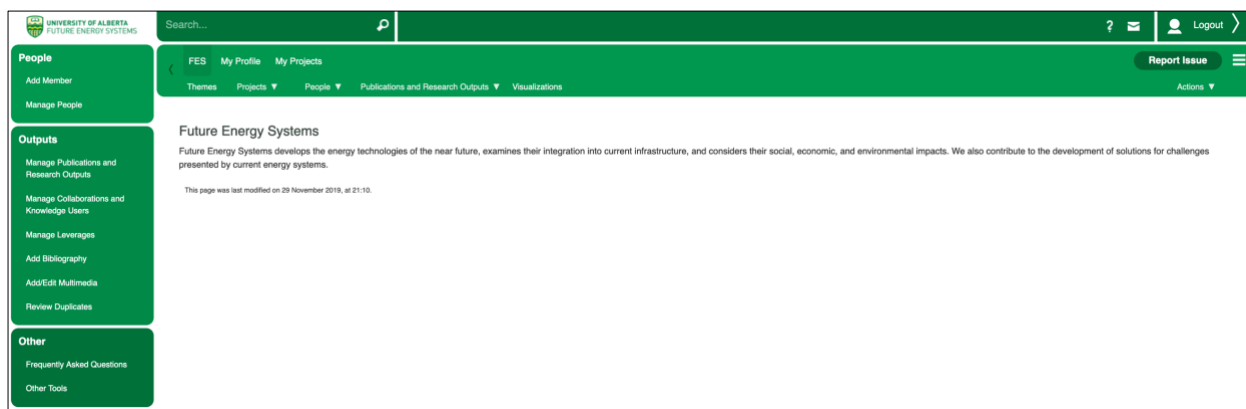 UNIVERSITY OF ALBERTA
FUTURE ENERGY SYSTEMS
Search...
?
Logout
People
Add Member
Manage People
Outputs
Manage Publications and
Research Outputs
Manage Collaborations and
Knowledge Users
Manage Leverages
Add Bibliography
Add/Edit Multimedia
Review Duplicates
Other
Frequently Asked Questions
Other Tools
FES My Profile My Projects
Report Issue
Themes Projects ▼ People ▼ Publications and Research Outputs ▼ Visualizations
Actions ▼
Future Energy Systems
Future Energy Systems develops the energy technologies of the near future, examines their integration into current infrastructure, and considers their social, economic, and environmental impacts. We also contribute to the development of solutions for challenges
presented by current energy systems.
This page was last modified on 29 November 2019, at 21:10.